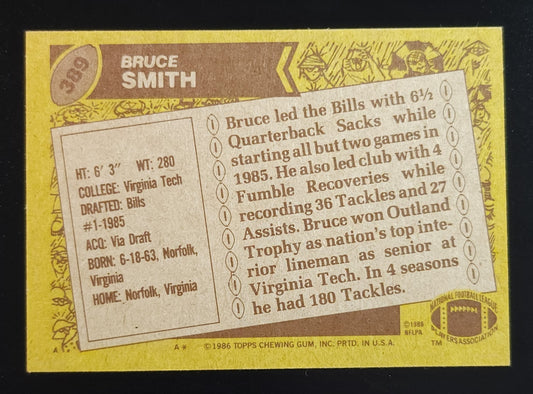 389
BRUCE
SMITH
HT: 6' 3" WT: 280
COLLEGE: Virginia Tech
DRAFTED: Bills
#1-1985
ACQ: Via Draft
BORN: 6-18-63, Norfolk,
Virginia
HOME: Norfolk, Virginia
Bruce led the Bills with 6½
Quarterback Sacks while
starting all but two games in
1985. He also led club with 4
Fumble Recoveries while
recording 36 Tackles and 27
Assists. Bruce won Outland
Trophy as nation's top inte-
rior lineman as senior at
Virginia Tech. In 4 seasons
he had 180 Tackles.
©1986
NFLPA
NATIONAL FOOTBALL LEAGUE
PLAYERS ASSOCIATION
TM
A
A* ©1986 TOPPS CHEWING GUM, INC. PRTD. IN U.S.A.